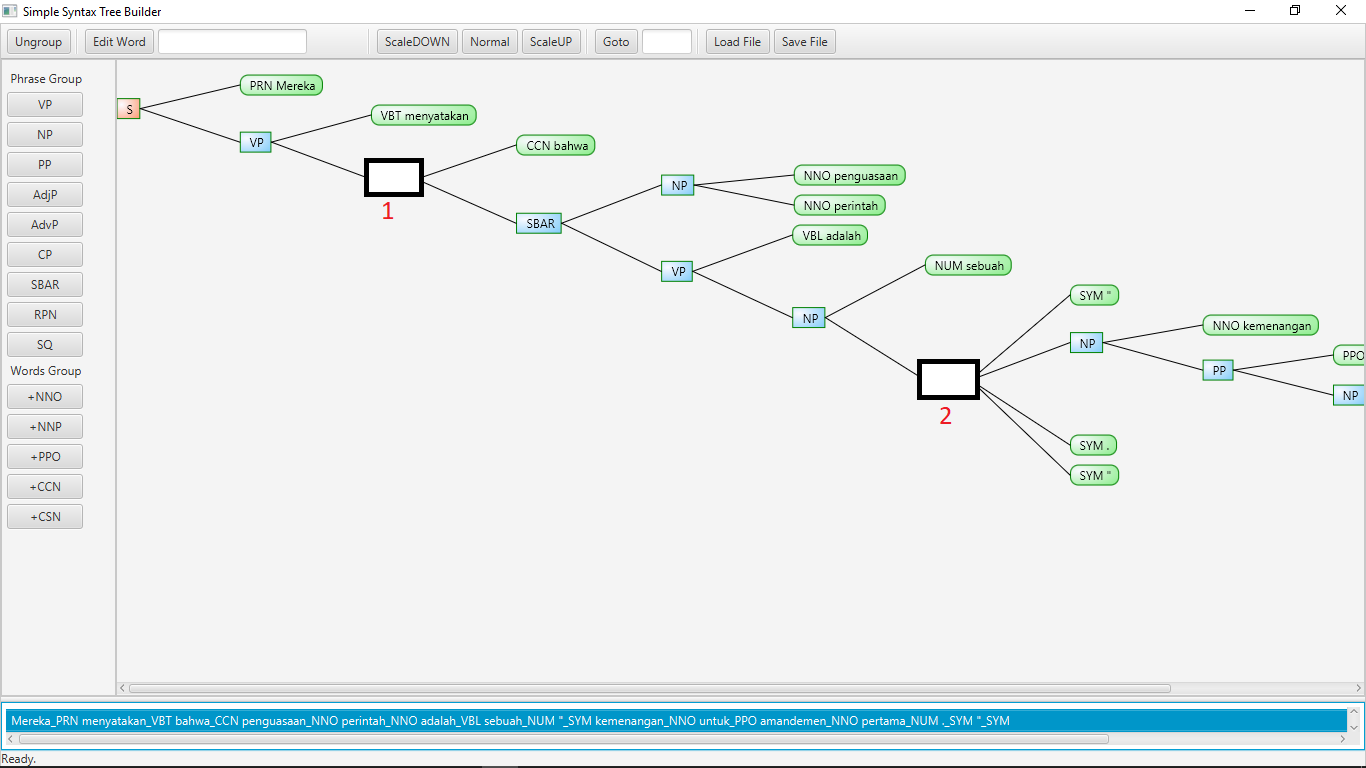 Simple Syntax Tree Builder
Ungroup Edit Word ScaleDOWN Normal ScaleUP Goto Load File Save File
Phrase Group
VP
NP
PP
AdjP
AdvP
CP
SBAR
RPN
SQ
Words Group
+NNO
+NNP
+PPO
+CCN
+CSN
S
PRN Mereka
VP
VBT menyatakan
1
CCN bahwa
SBAR
NP
NNO penguasaan
NNO perintah
VP
VBL adalah
NP
NUM sebuah
2
SYM "
NP
NNO kemenangan
PP
PPO
NP
SYM .
SYM "
Mereka_PRN menyatakan_VBT bahwa_CCN penguasaan_NNO perintah_NNO adalah_VBL sebuah_NUM "_SYM kemenangan_NNO untuk_PPO amandemen_NNO pertama_NUM ._SYM "_SYM
Ready.